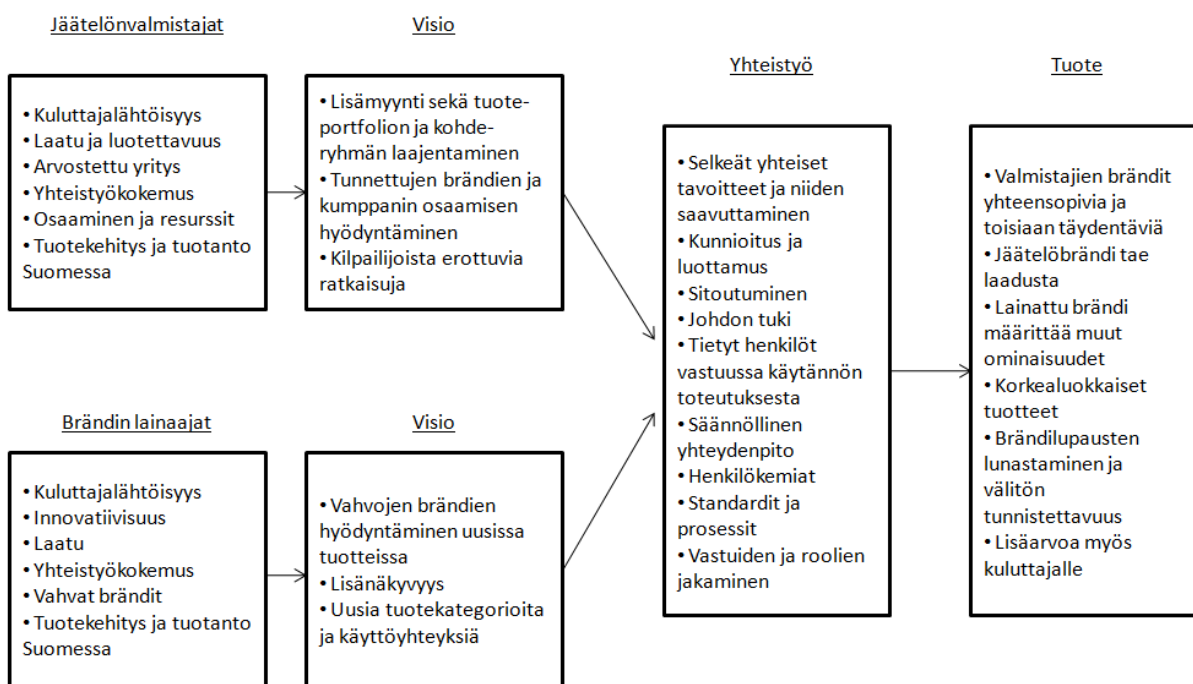 Jäätelönvalmistajat
• Kuluttajalähtöisyys
• Laatu ja luotettavuus
• Arvostettu yritys
• Yhteistyökokemus
• Osaaminen ja resurssit
• Tuotekehitys ja tuotanto
Suomessa
Visio
• Lisämyynti sekä tuote-
portfolion ja kohde-
ryhmän laajentaminen
• Tunnettujen brändien ja
kumppanin osaamisen
hyödyntäminen
• Kilpailijoista erottuvia
ratkaisuja
Brändin lainaajat
• Kuluttajalähtöisyys
• Innovatiivisuus
• Laatu
• Yhteistyökokemus
• Vahvat brändit
• Tuotekehitys ja tuotanto
Suomessa
Visio
• Vahvojen brändien
hyödyntäminen uusissa
tuotteissa
• Lisänäkyvyys
• Uusia tuotekategorioita
ja käyttöyhteyksiä
Yhteistyö
• Selkeät yhteiset
tavoitteet ja niiden
saavuttaminen
• Kunnioitus ja
luottamus
• Sitoutuminen
• Johdon tuki
• Tietyt henkilöt
vastuussa käytännön
toteutuksesta
• Säännöllinen
yhteydenpito
• Henkilökemiat
• Standardit ja
prosessit
• Vastuiden ja roolien
jakaminen
Tuote
• Valmistajien brändit
yhteensopivia ja
toisiaan täydentäviä
• Jäätelöbrändi tae
laadusta
• Lainattu brändi
määrittää muut
ominaisuudet
• Korkealuokkaiset
tuotteet
• Brändilupausten
lunastaminen ja
välitön
tunnistettavuus
• Lisäarvoa myös
kuluttajalle